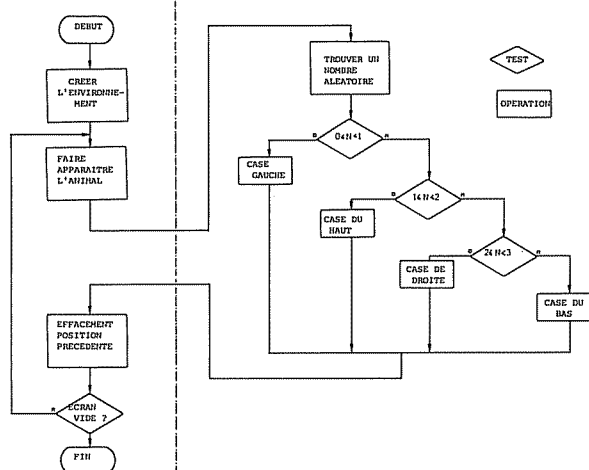 DEBUT
CREER
L'ENVIRONNE-
MENT
FAIRE
APPARAITRE
L'ANIMAL
EFFACEMENT
POSITION
PRECEDENTE
ECRAN
VIDE ?
FIN
TROUVER UN
NOMBRE
ALEATOIRE
0≤N<1
CASE
GAUCHE
1≤N<2
CASE DU
HAUT
2≤N<3
CASE DE
DROITE
CASE DU
BAS
TEST
OPERATION